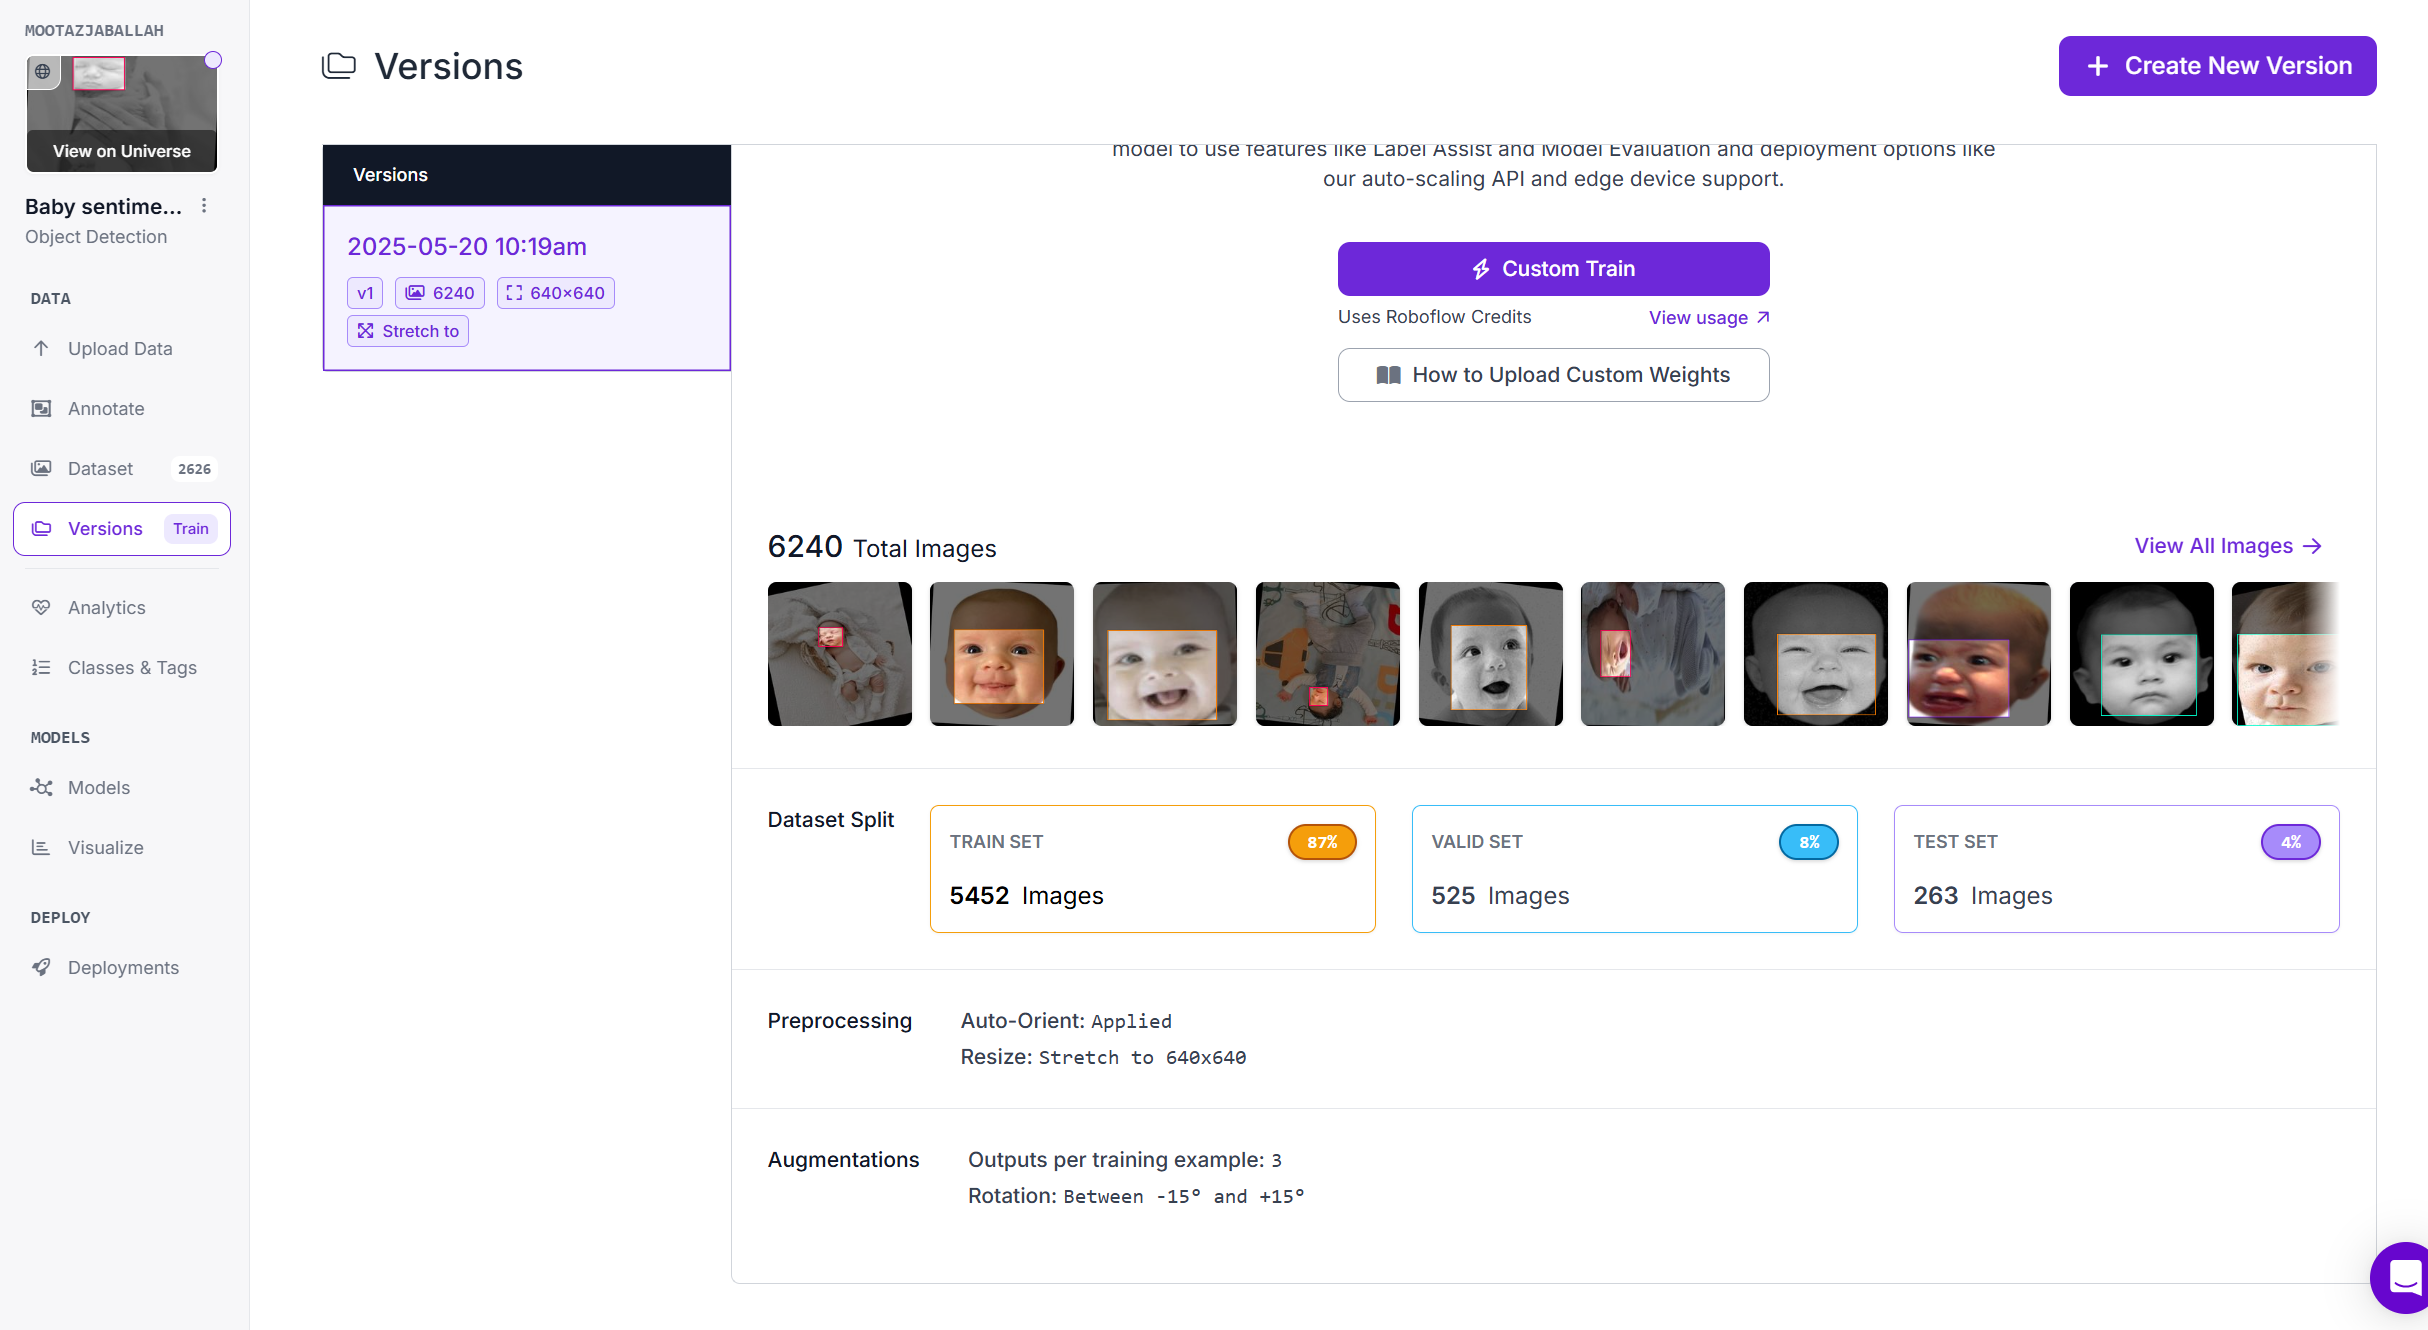 MOOTAZJABALLAH
View on Universe
Baby sentime...
Object Detection
DATA
Upload Data
Annotate
Dataset 2626
Versions Train
Analytics
Classes & Tags
MODELS
Models
Visualize
DEPLOY
Deployments
Versions
Create New Version
Versions
2025-05-20 10:19am
v1 6240 640×640
Stretch to
model to use features like Label Assist and Model Evaluation and deployment options like
our auto-scaling API and edge device support.
Custom Train
Uses Roboflow Credits View usage
How to Upload Custom Weights
6240 Total Images
View All Images
Dataset Split
TRAIN SET 87%
5452 Images
VALID SET 8%
525 Images
TEST SET 4%
263 Images
Preprocessing
Auto-Orient: Applied
Resize: Stretch to 640x640
Augmentations
Outputs per training example: 3
Rotation: Between -15° and +15°